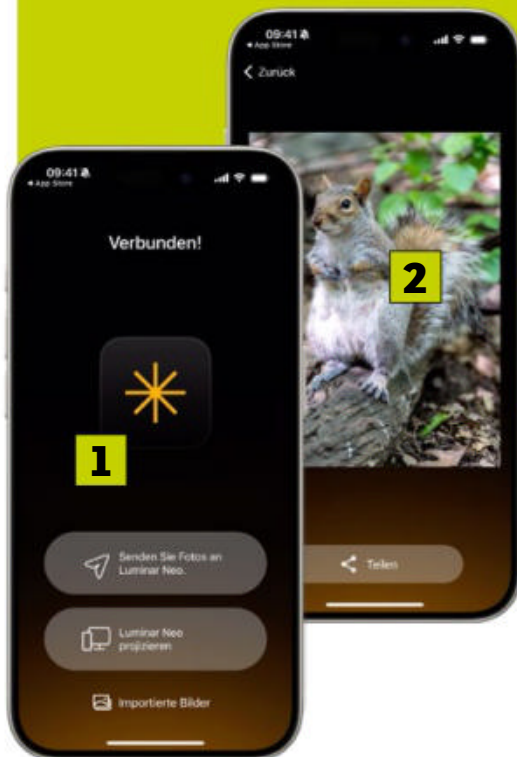 09:41
App Store
Zurück
2
Teilen
09:41
App Store
Verbunden!
1
Senden Sie Fotos an
Luminar Neo.
Luminar Neo
projizieren
Importierte Bilder